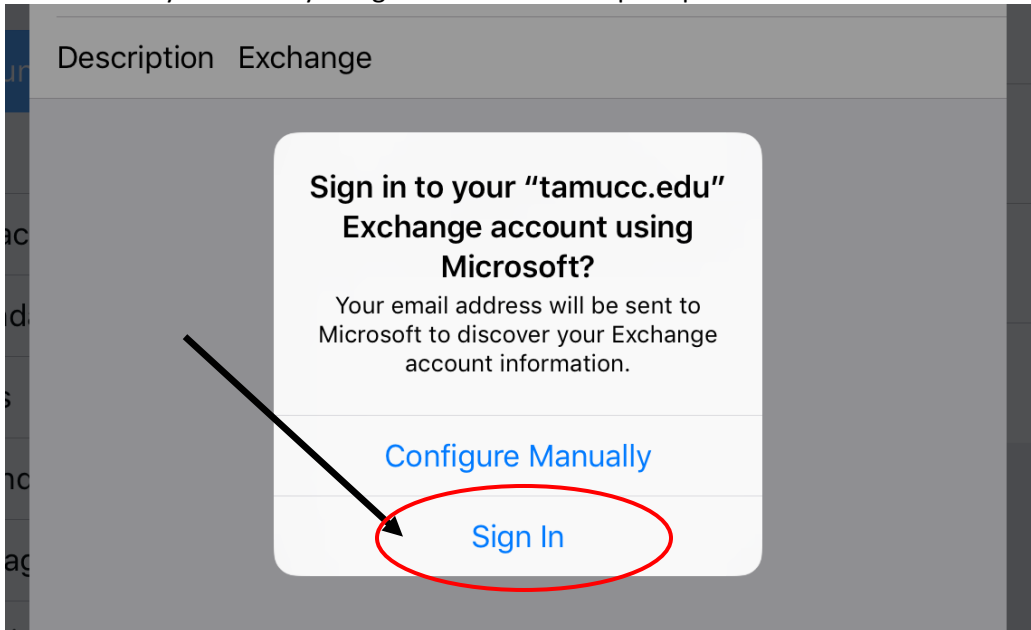 Description Exchange
Sign in to your “tamucc.edu”
Exchange account using
Microsoft?
Your email address will be sent to
Microsoft to discover your Exchange
account information.
Configure Manually
Sign In